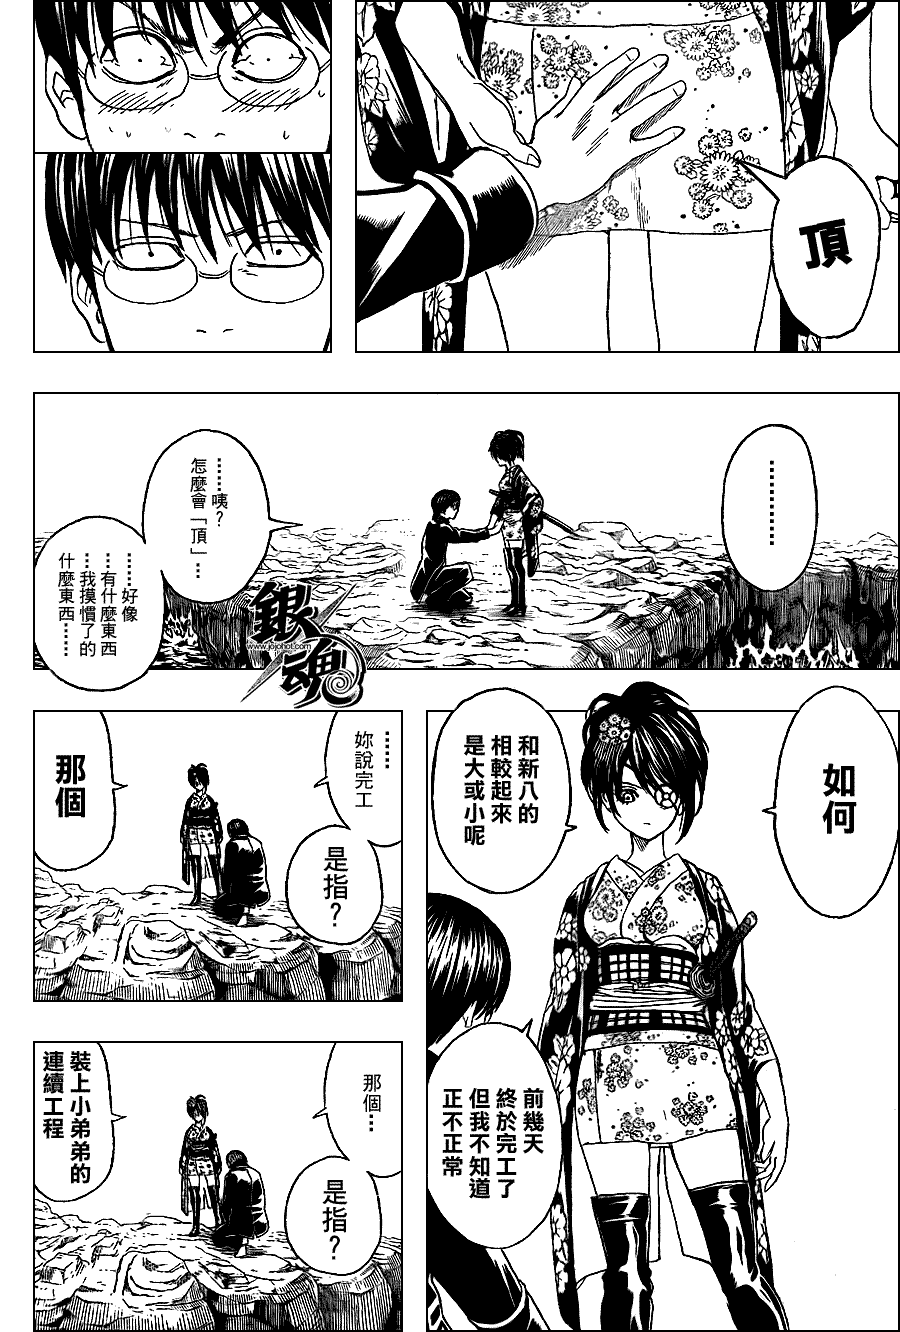 頂
…………
……咦？
怎麼會「頂」…
……好像
…有什麼東西
…我摸慣了的
什麼東西……
銀魂
www.jojohot.com
如何
和新八的
相較起來
是大或小呢
前幾天
終於完工了
但我不知道
正不正常
……
妳說完工
是指？
那個
那個…
是指？
裝上小弟弟的
連續工程